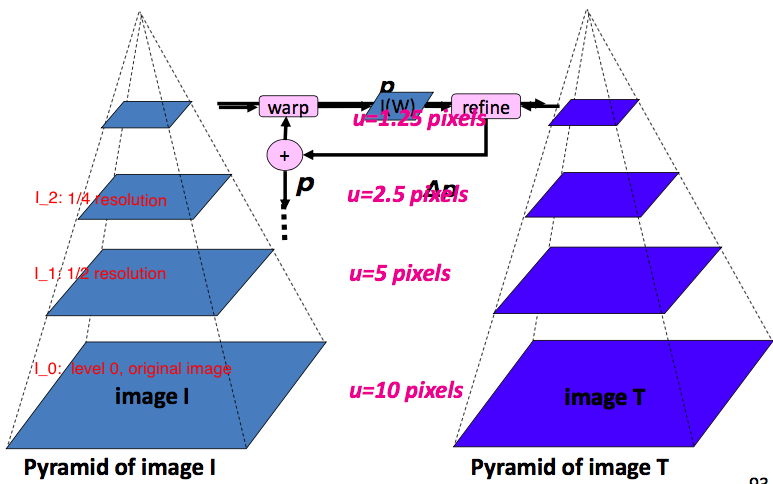 p
warp
I(W)
refine
u=1.25 pixels
+
I_2: 1/4 resolution
p
u=2.5 pixels
Δp
I_1: 1/2 resolution
u=5 pixels
I_0: level 0, original image
image I
u=10 pixels
image T
Pyramid of image I
Pyramid of image T